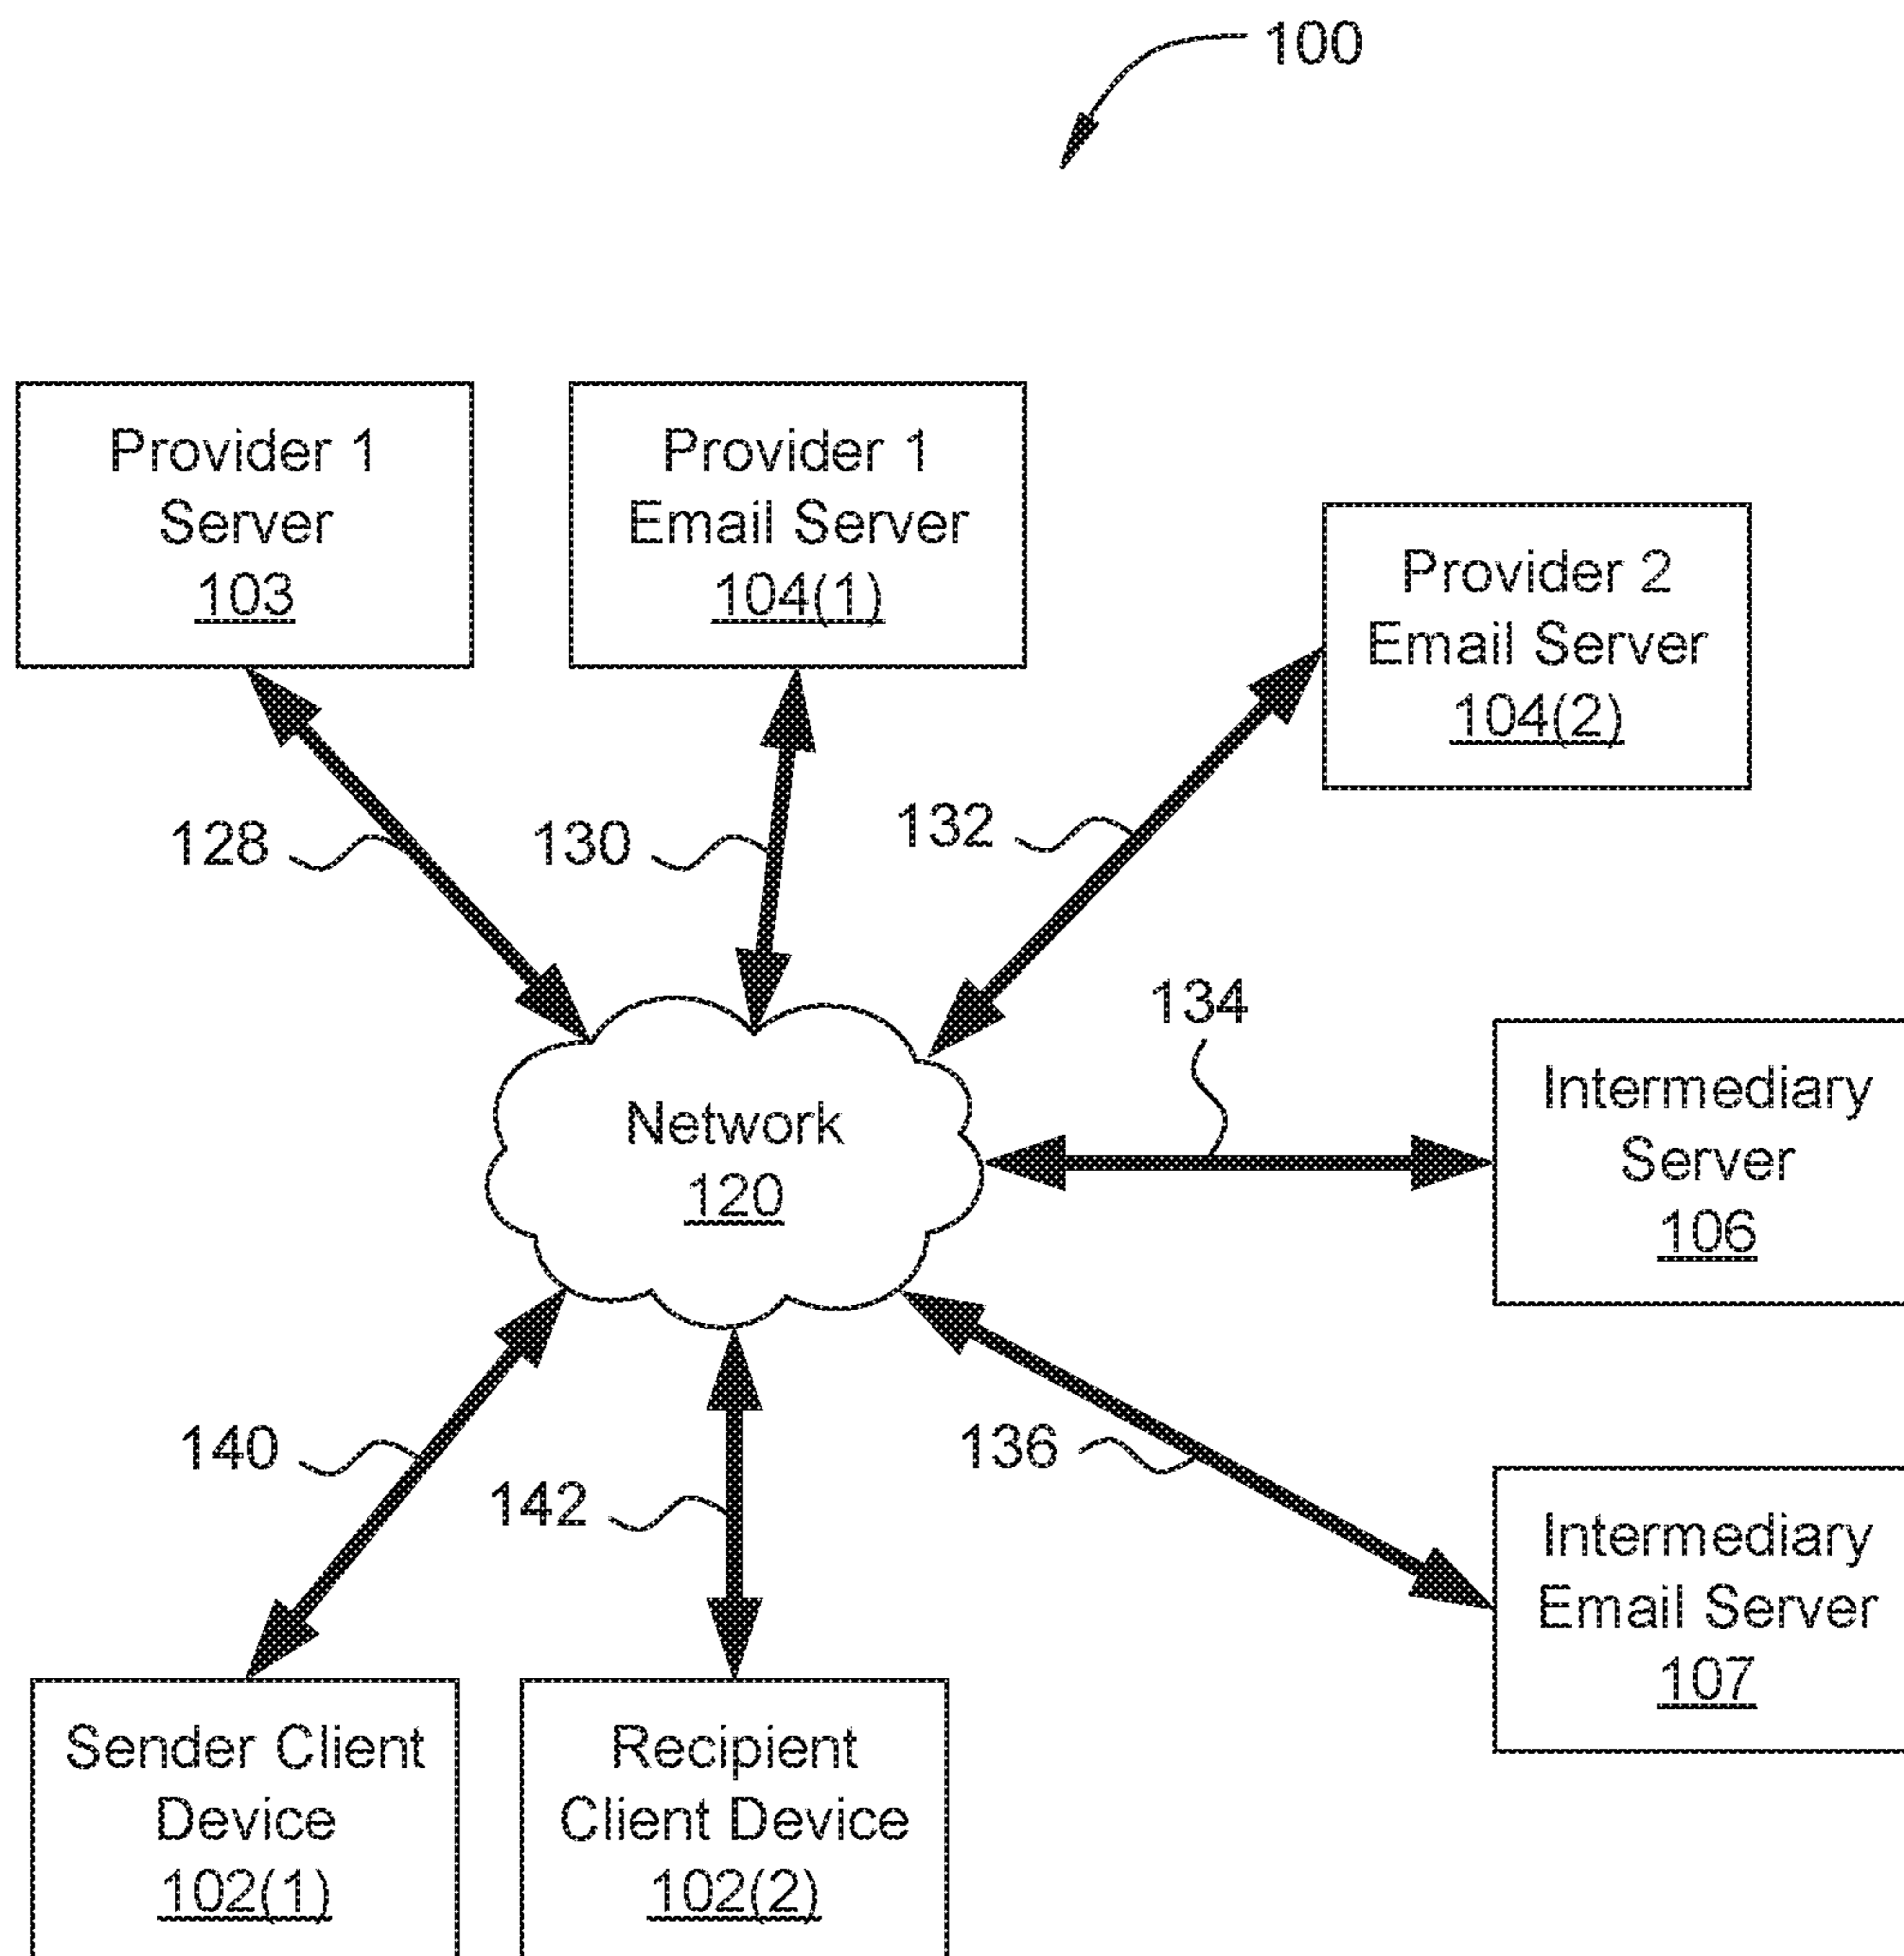 100
Provider 1
Server
103
Provider 1
Email Server
104(1)
Provider 2
Email Server
104(2)
128
130
132
134
Network
120
Intermediary
Server
106
140
142
136
Intermediary
Email Server
107
Sender Client
Device
102(1)
Recipient
Client Device
102(2)